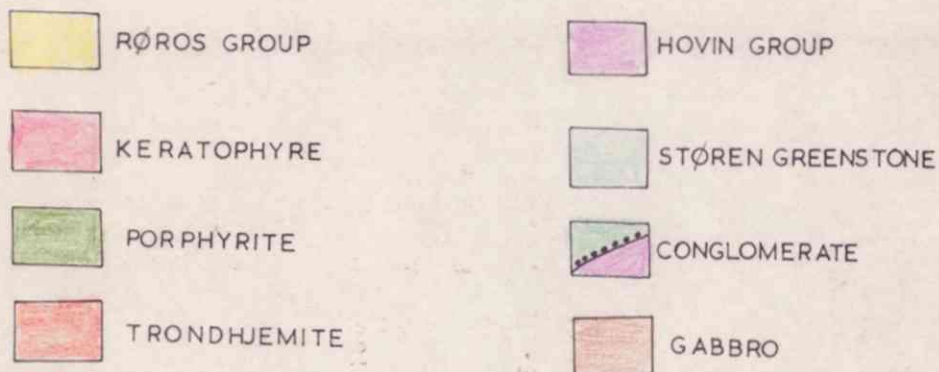 RØROS GROUP
KERATOPHYRE
PORPHYRITE
TRONDHJEMITE
HOVIN GROUP
STØREN GREENSTONE
CONGLOMERATE
GABBRO